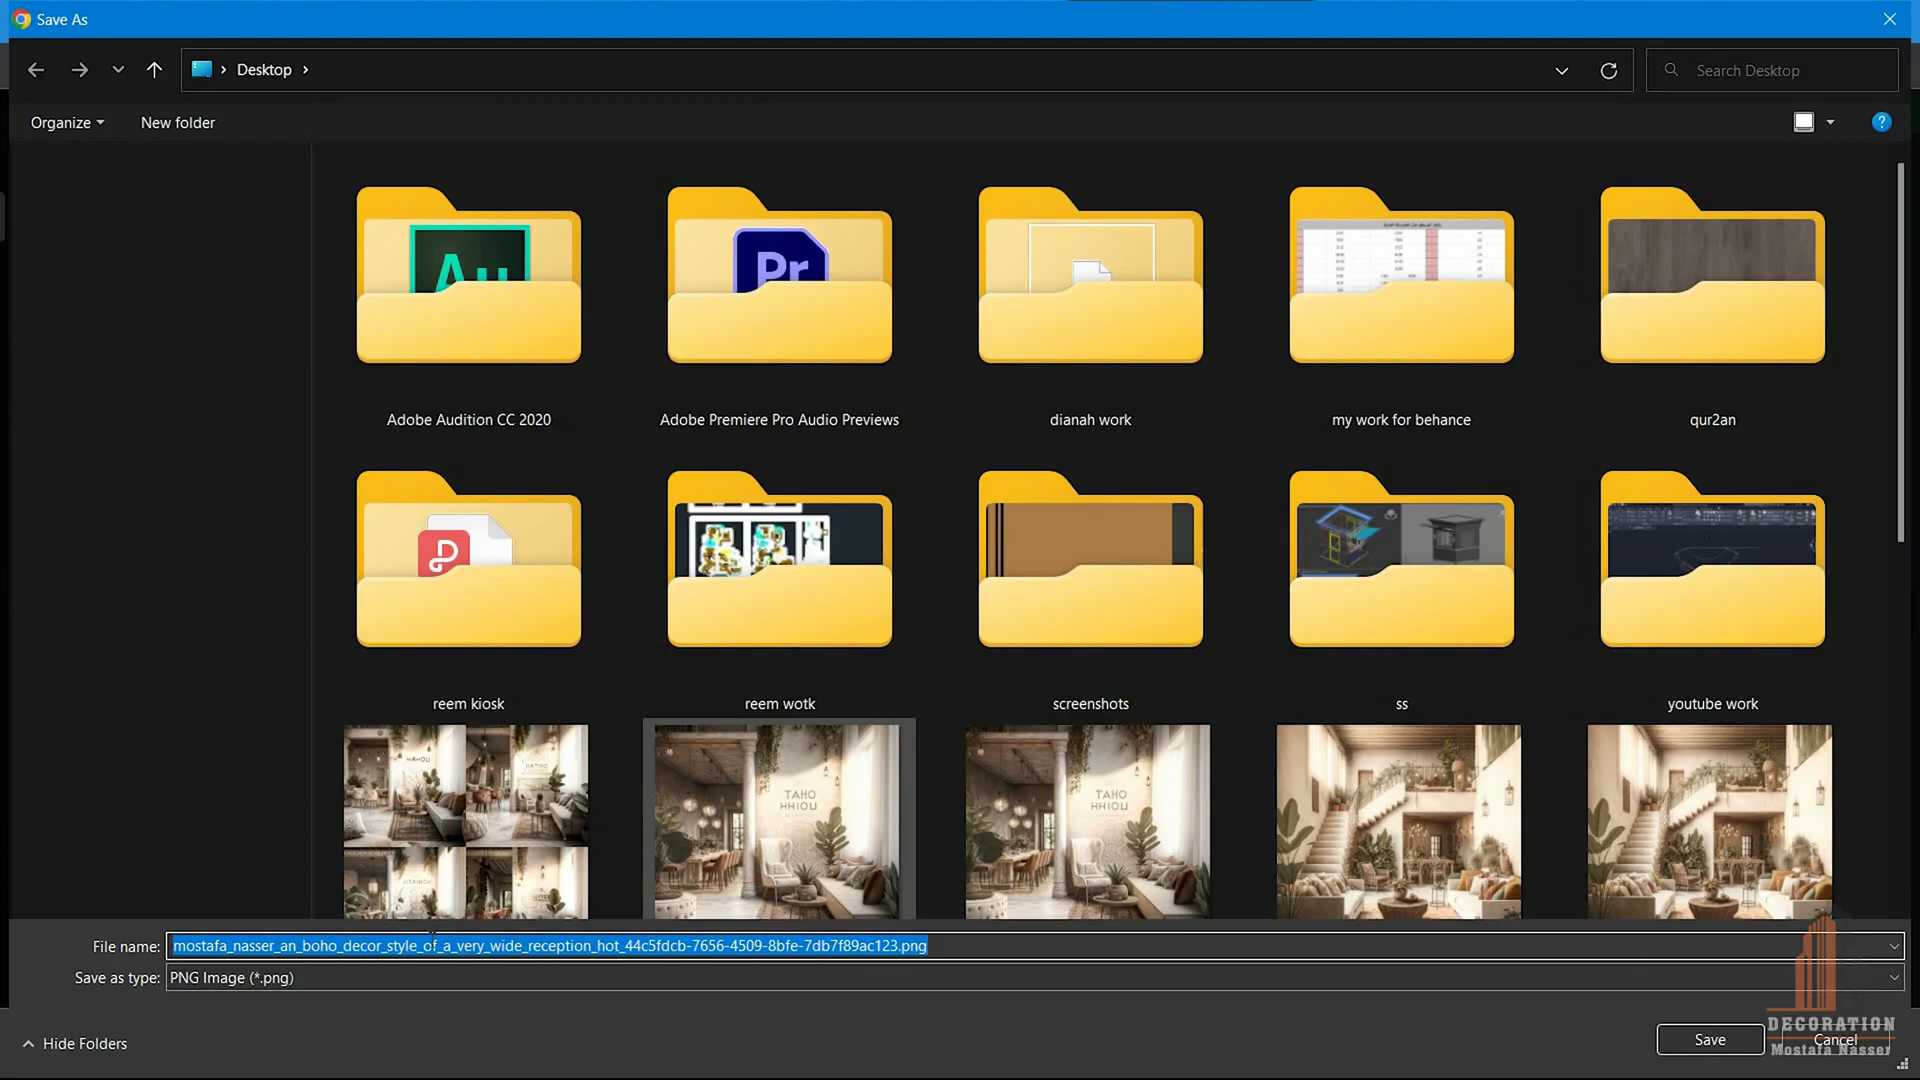 Save As
Desktop
Search Desktop
Organize
New folder
Au
Pr
Adobe Audition CC 2020
Adobe Premiere Pro Audio Previews
dianah work
my work for behance
qur2an
reem kiosk
reem wotk
screenshots
ss
youtube work
TAHO
HHIOU
TAHO
HHIOU
File name:
mostafa_nasser_an_boho_decor_style_of_a_very_wide_reception_hot_44c5fdcb-7656-4509-8bfe-7db7f89ac123.png
Save as type:
PNG Image (*.png)
Hide Folders
Save
Cancel
DECORATION
Mostafa Nasser